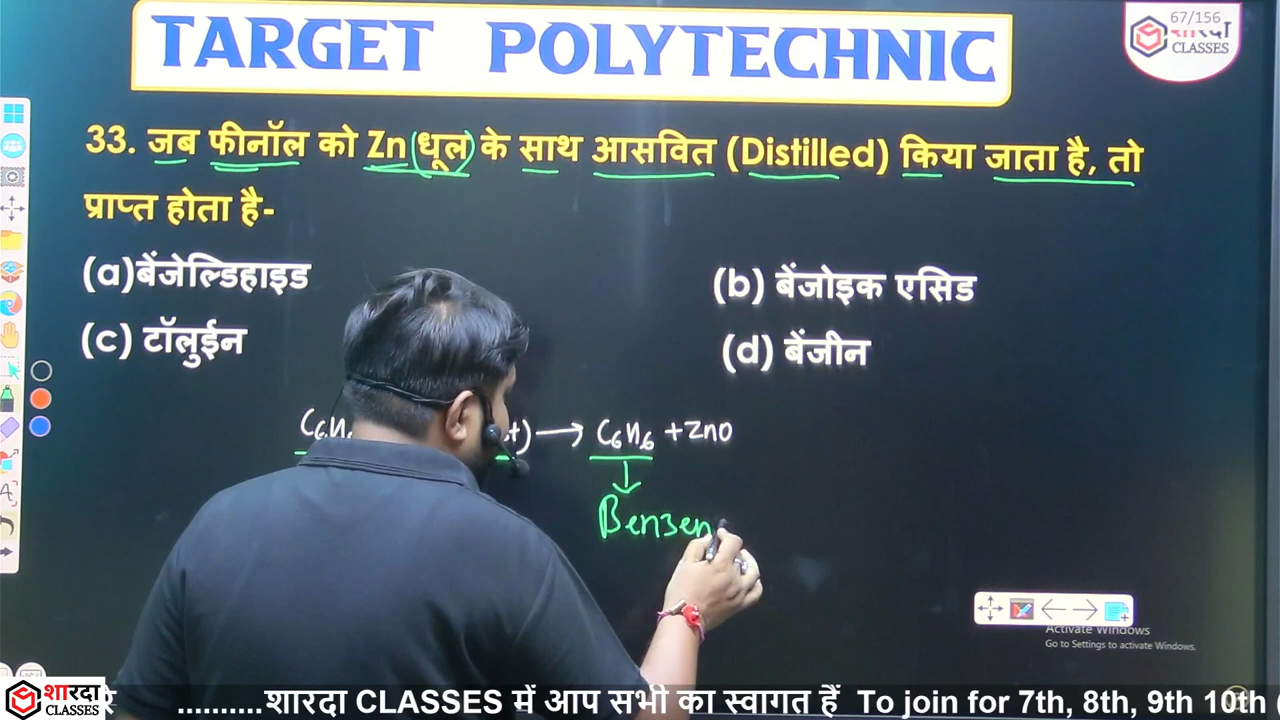 TARGET POLYTECHNIC
67/156
शारदा
CLASSES
33. जब फीनॉल को Zn(धूल) के साथ आसवित (Distilled) किया जाता है, तो
प्राप्त होता है-
(a)बेंजेल्डिहाइड
(b) बेंजोइक एसिड
(c) टॉलुईन
(d) बेंजीन
C₆H₆ + ZnO
Benzen
Activate Windows
Go to Settings to activate Windows.
शारदा
CLASSES
..........शारदा CLASSES में आप सभी का स्वागत हैं To join for 7th, 8th, 9th 10th